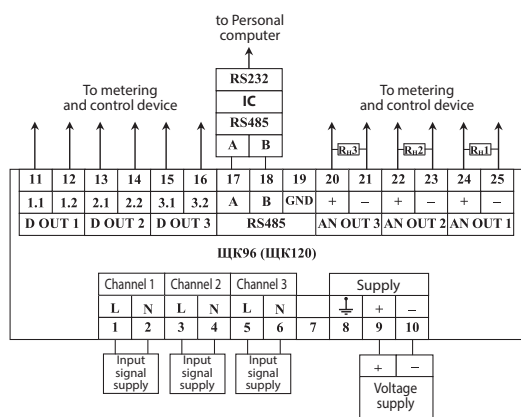 to Personal
computer
RS232
IC
RS485
A B
To metering
and control device
To metering
and control device
Rн3 Rн2 Rн1
11 12 13 14 15 16 17 18 19 20 21 22 23 24 25
1.1 1.2 2.1 2.2 3.1 3.2 A B GND + – + – + –
D OUT 1 D OUT 2 D OUT 3 RS485 AN OUT 3 AN OUT 2 AN OUT 1
ЩК96 (ЩК120)
Channel 1 Channel 2 Channel 3 Supply
L N L N L N + –
1 2 3 4 5 6 7 8 9 10
Input
signal
supply
Input
signal
supply
Input
signal
supply
+ –
Voltage
supply